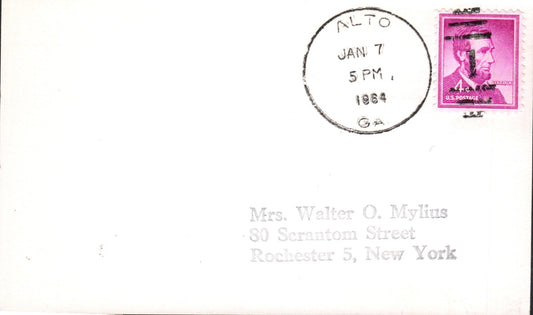 ALTO
JAN 7
5 PM
1964
GA
U.S. POSTAGE
Mrs. Walter O. Mylius
80 Scrantom Street
Rochester 5, New York